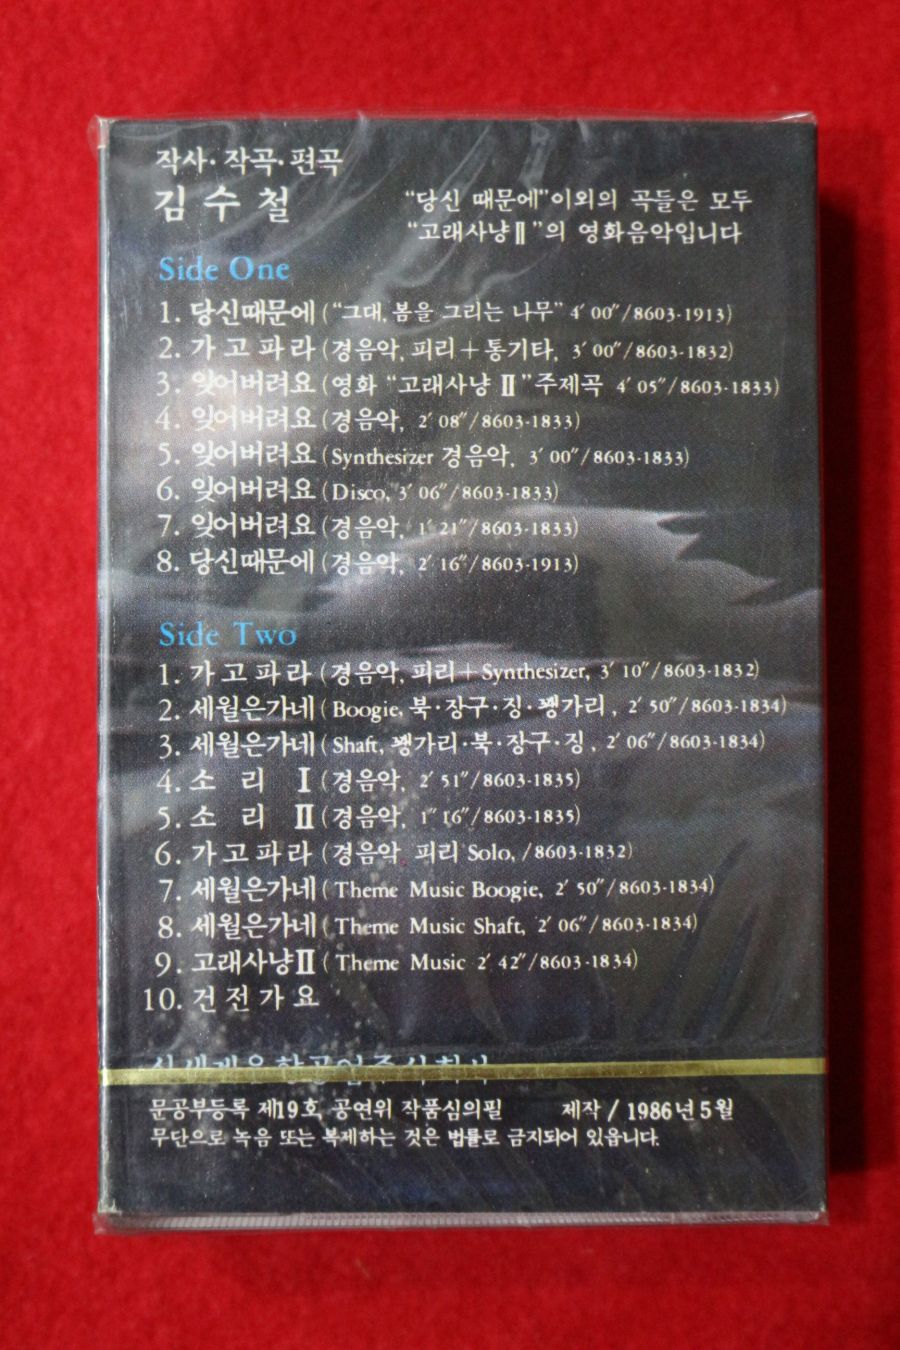 작사·작곡·편곡
김수철
“당신 때문에”이외의 곡들은 모두
“고래사냥Ⅱ”의 영화음악입니다
Side One
1. 당신때문에 (“그대, 봄을 그리는 나무” 4′ 00″/8603-1913)
2. 가고파라 (경음악, 피리+통기타, 3′ 00″/8603-1832)
3. 잊어버려요 (영화 “고래사냥 Ⅱ”주제곡 4′ 05″/8603-1833)
4. 잊어버려요 (경음악, 2′ 08″/8603-1833)
5. 잊어버려요 (Synthesizer 경음악, 3′ 00″/8603-1833)
6. 잊어버려요 (Disco, 3′ 06″/8603-1833)
7. 잊어버려요 (경음악, 1′ 21″/8603-1833)
8. 당신때문에 (경음악, 2′ 16″/8603-1913)
Side Two
1. 가고파라 (경음악, 피리+Synthesizer, 3′ 10″/8603-1832)
2. 세월은가네 (Boogie, 북·장구·징·꽹가리, 2′ 50″/8603-1834)
3. 세월은가네 (Shaft, 꽹가리·북·장구·징, 2′ 06″/8603-1834)
4. 소리 Ⅰ (경음악, 2′ 51″/8603-1835)
5. 소리 Ⅱ (경음악, 1″ 16″/8603-1835)
6. 가고파라 (경음악 피리 Solo, /8603-1832)
7. 세월은가네 (Theme Music Boogie, 2′ 50″/8603-1834)
8. 세월은가네 (Theme Music Shaft, 2′ 06″/8603-1834)
9. 고래사냥Ⅱ (Theme Music 2′ 42″/8603-1834)
10. 건전가요
문공부등록 제19호, 공연위 작품심의필 제작 / 1986년 5월
무단으로 녹음 또는 복제하는 것은 법률로 금지되어 있읍니다.